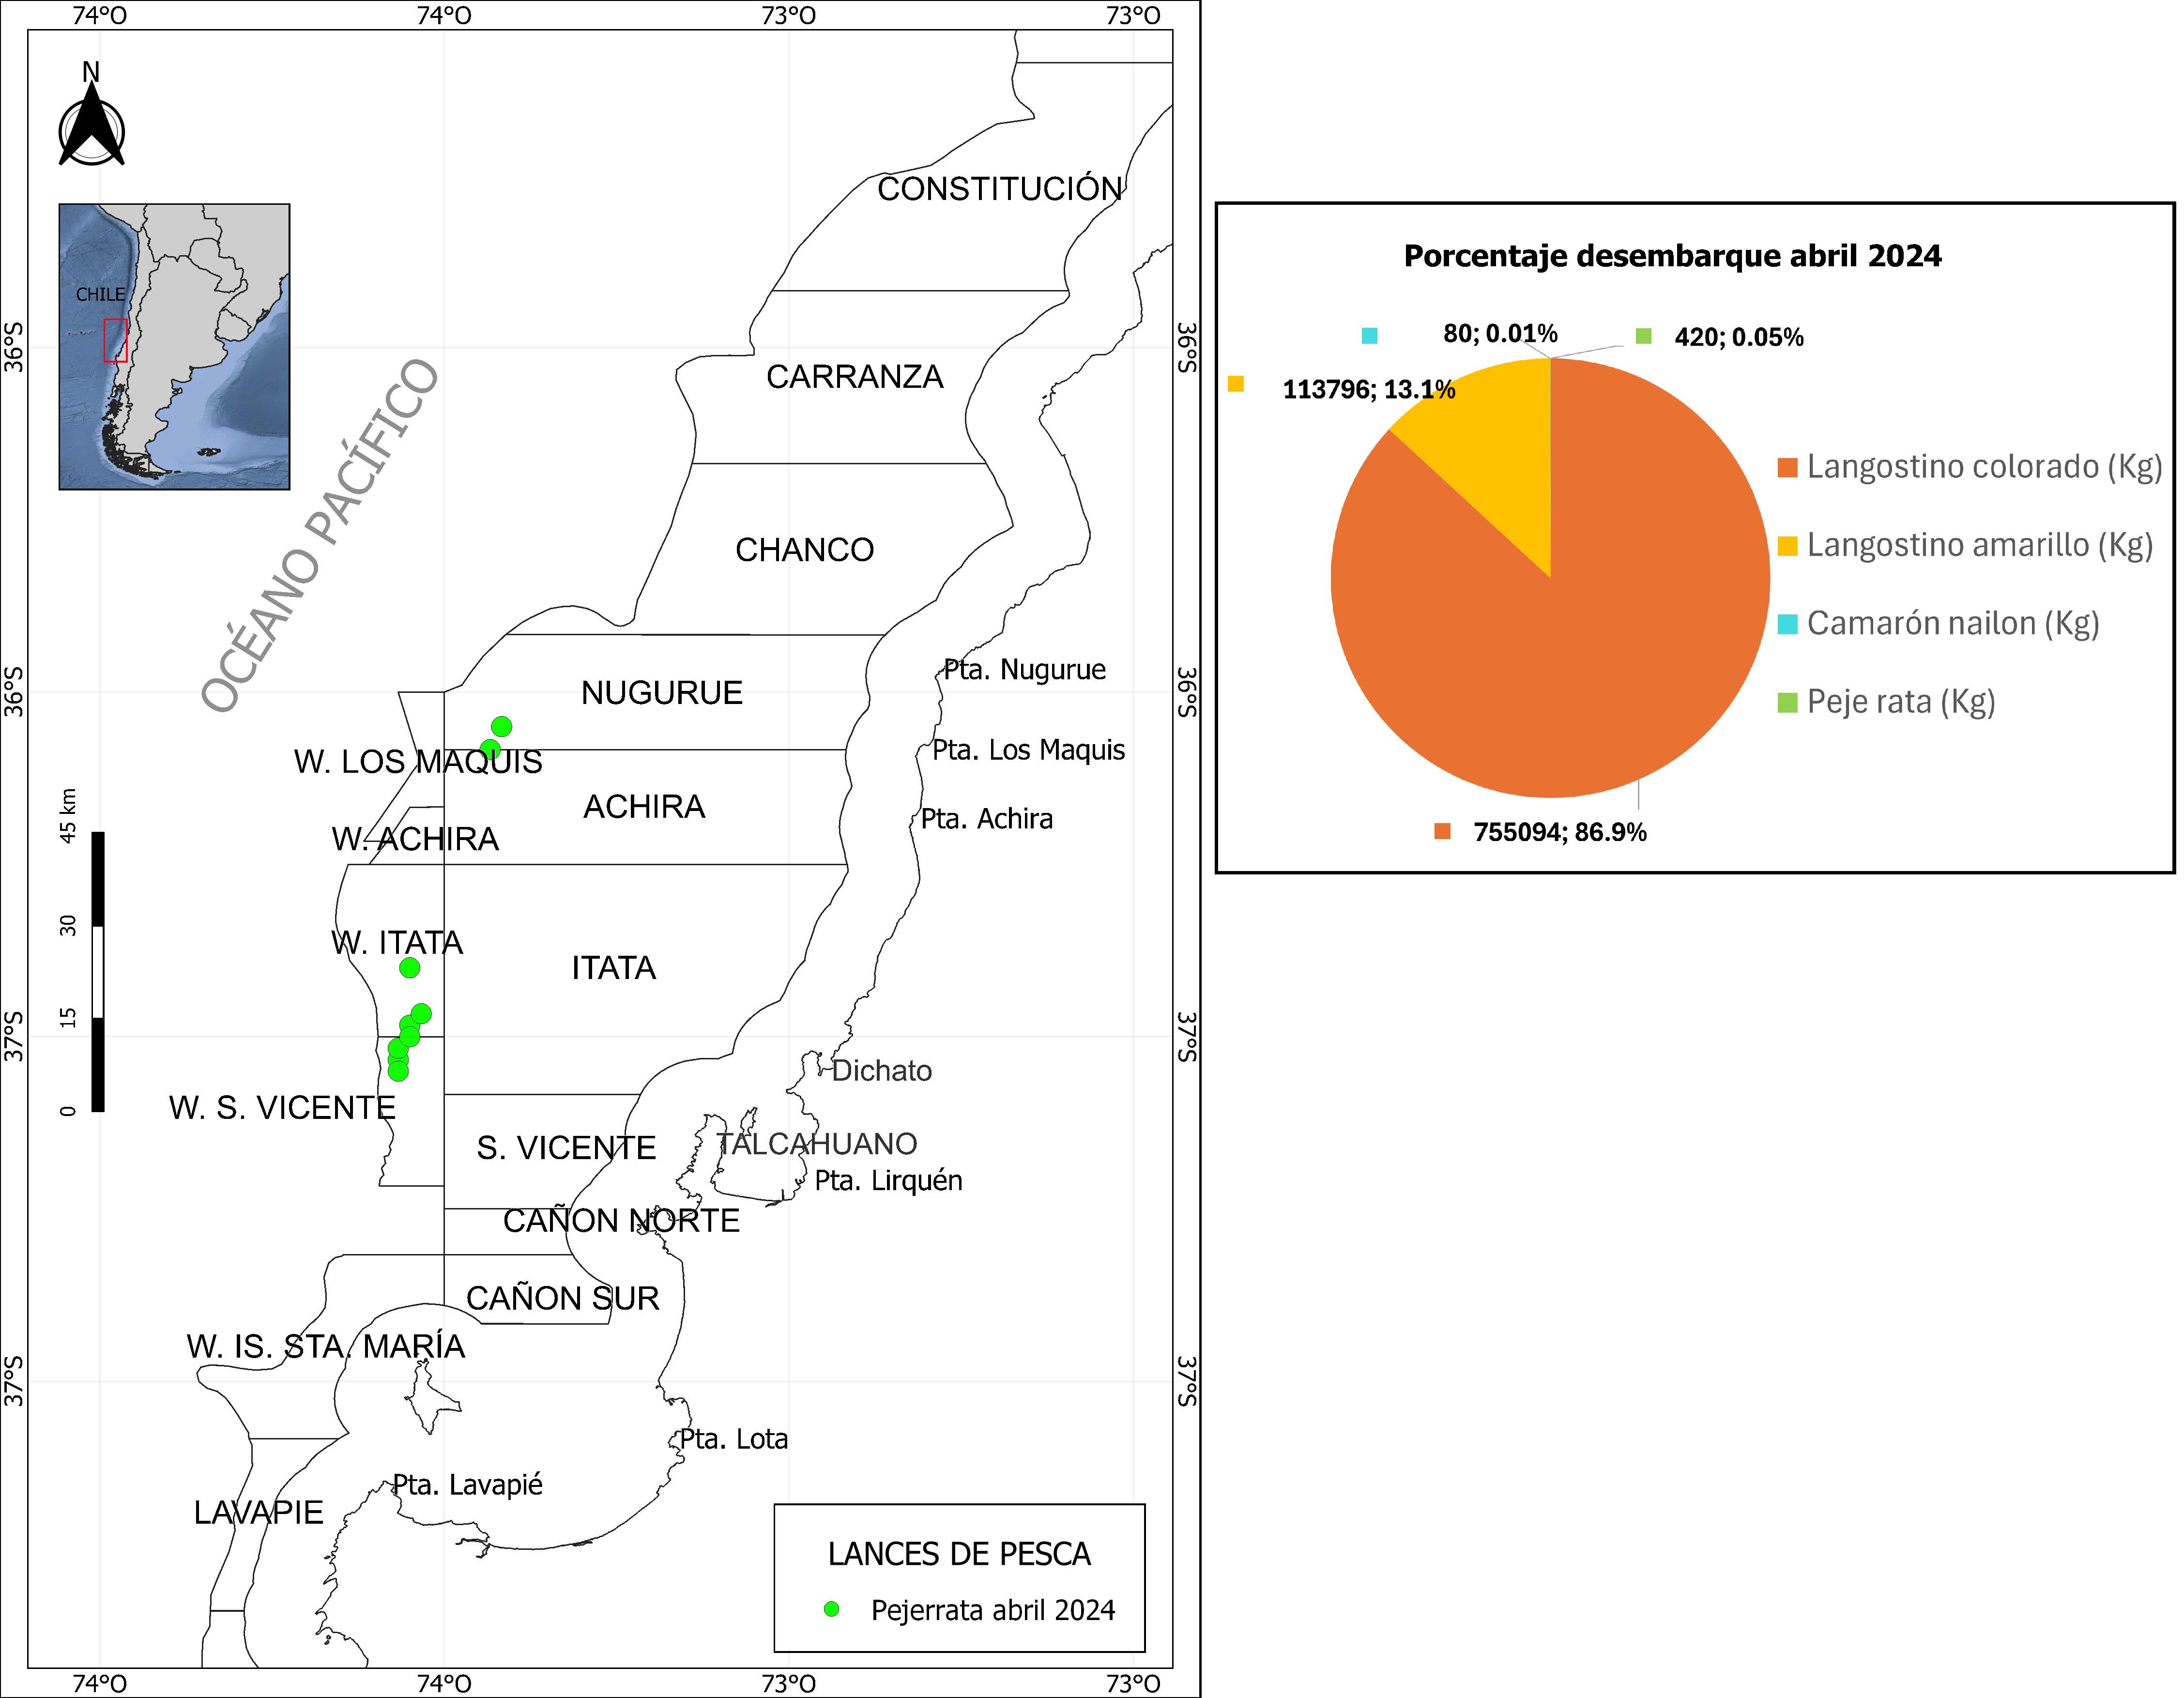 74°O 74°O 73°O 73°O
N
CONSTITUCIÓN
CHILE
36°S 36°S
CARRANZA
OCÉANO PACÍFICO
CHANCO
Pta. Nugurue
36°S NUGURUE 36°S
Pta. Los Maquis
W. LOS MAQUIS
ACHIRA
Pta. Achira
W. ACHIRA
45 km
30
15
0
W. ITATA
ITATA
37°S 37°S
Dichato
W. S. VICENTE
S. VICENTE
TALCAHUANO
Pta. Lirquén
CAÑON NORTE
CAÑON SUR
W. IS. STA. MARÍA
37°S 37°S
Pta. Lota
Pta. Lavapié
LAVAPIE
LANCES DE PESCA
Pejerrata abril 2024
74°O 74°O 73°O 73°O
Porcentaje desembarque abril 2024
80; 0.01%
420; 0.05%
113796; 13.1%
Langostino colorado (Kg)
Langostino amarillo (Kg)
Camarón nailon (Kg)
Peje rata (Kg)
755094; 86.9%